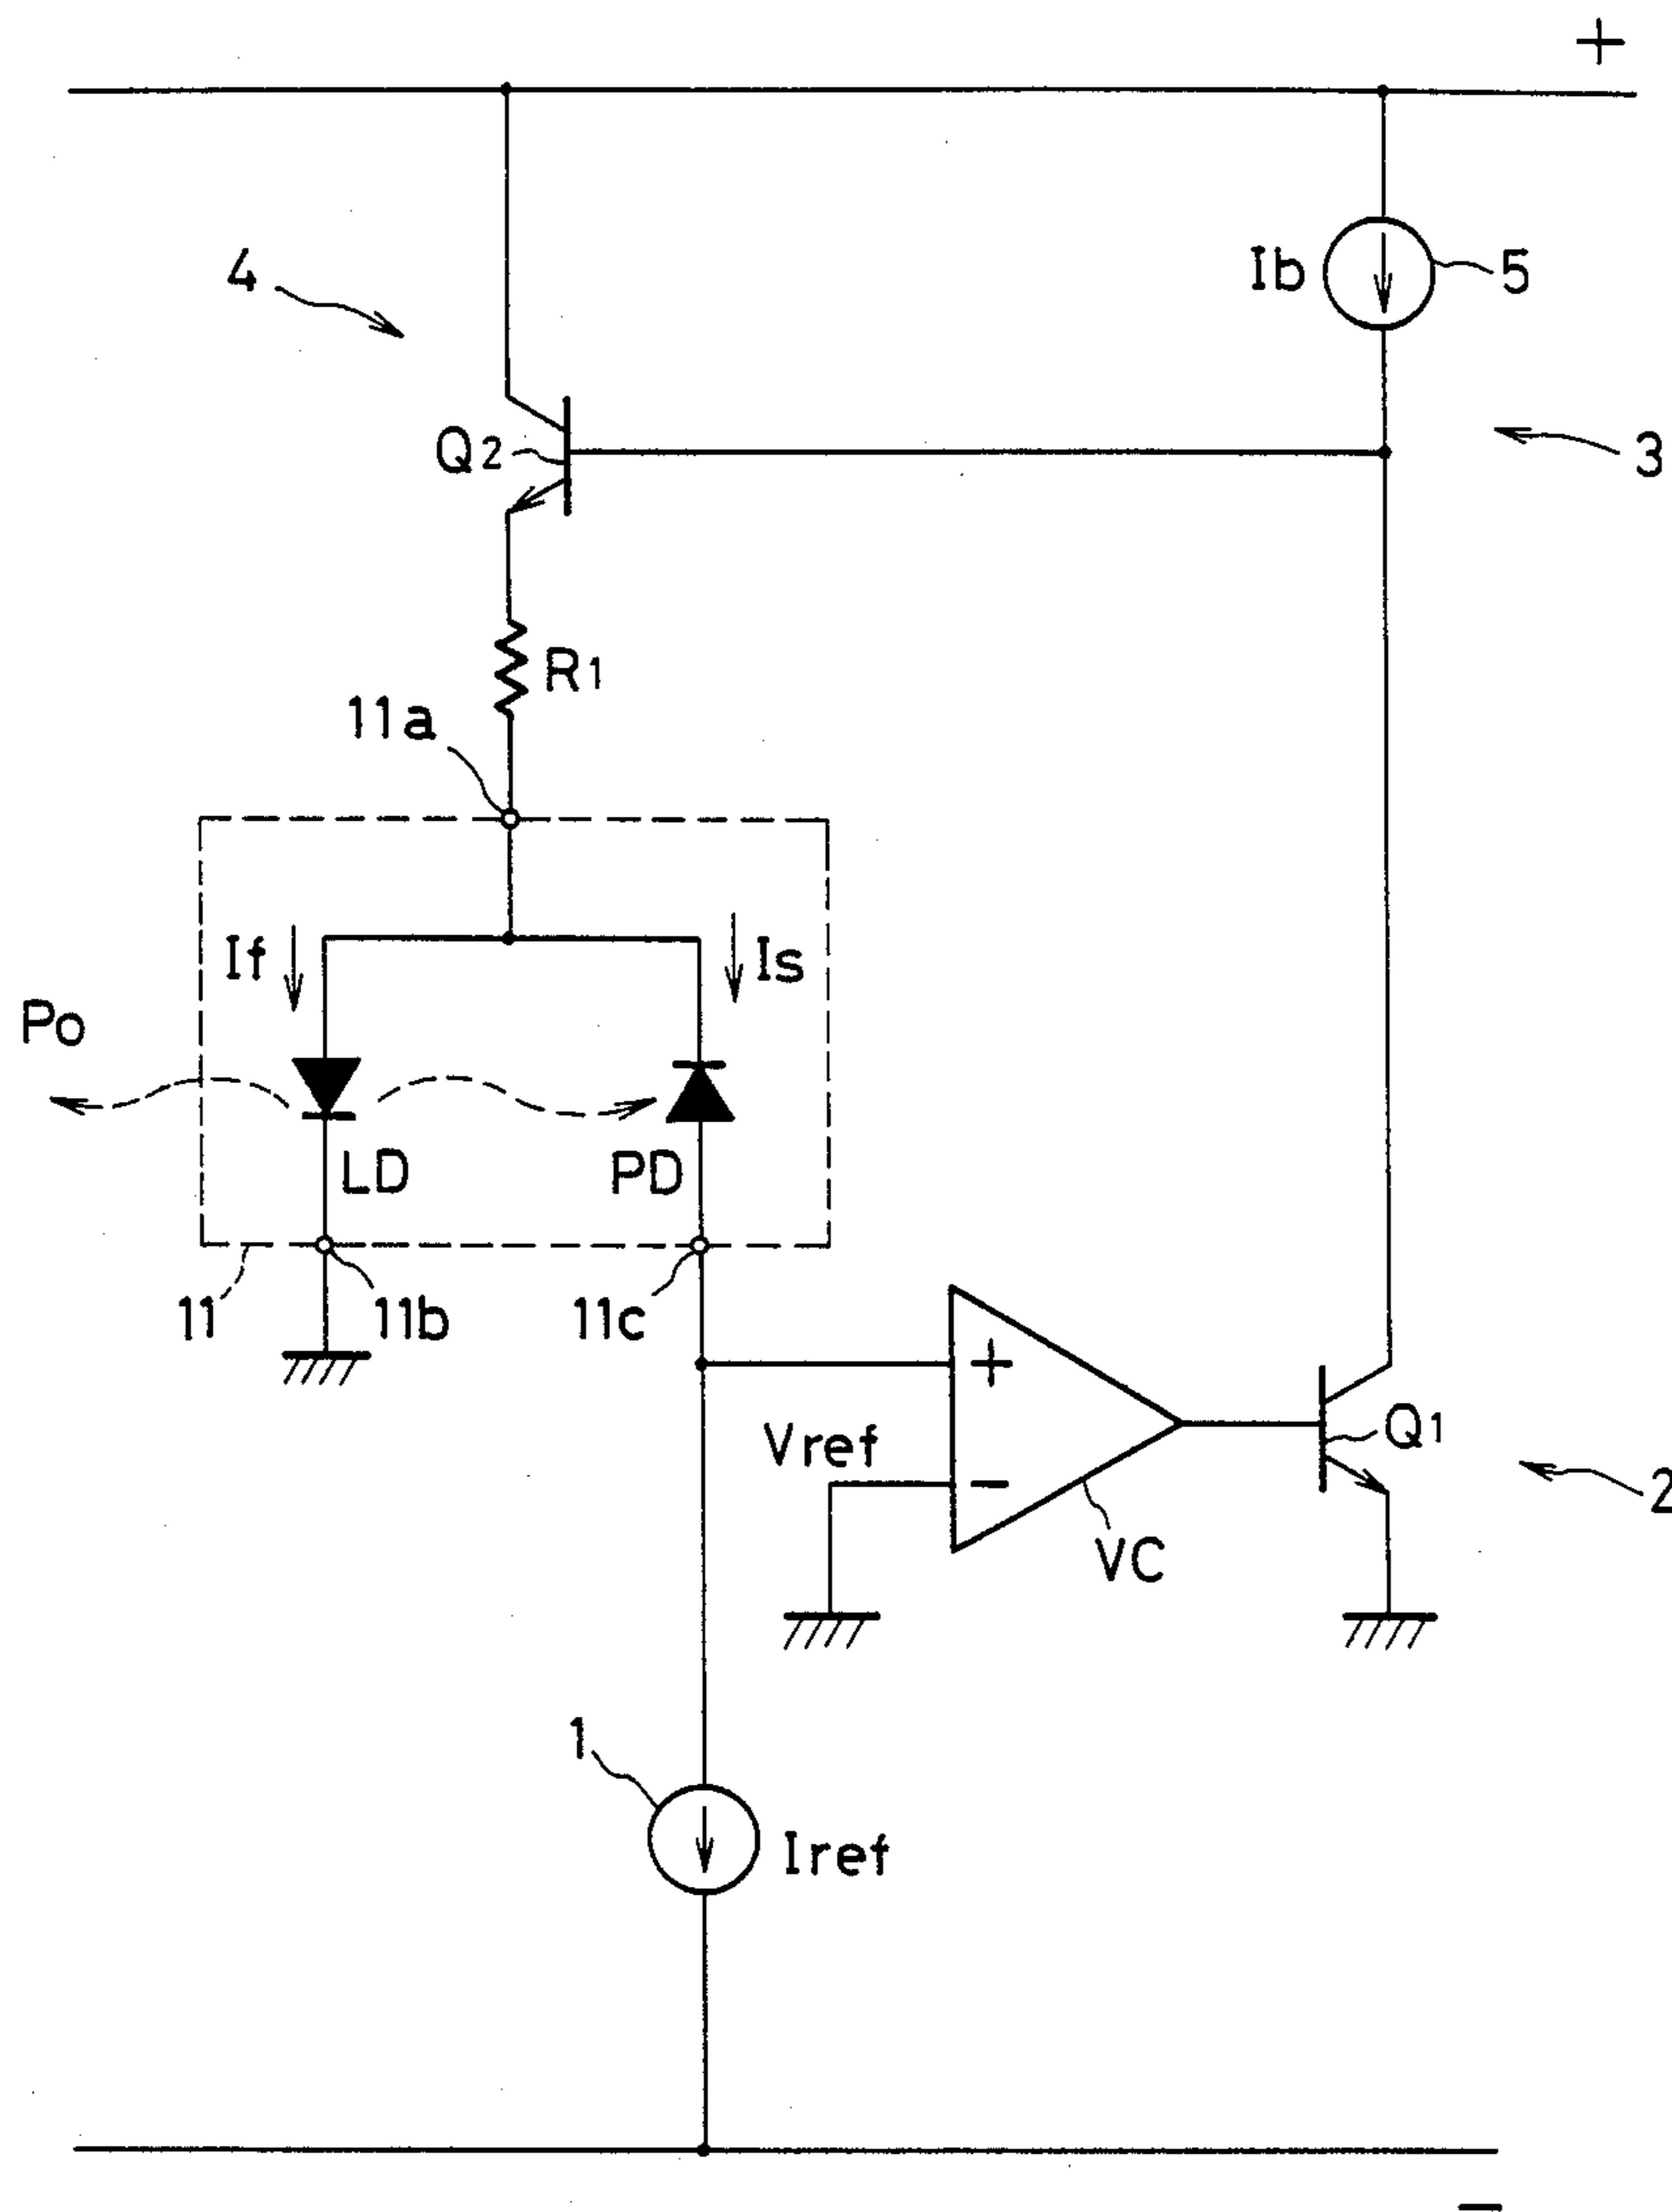 +
Ib
5
4
Q2
3
R1
11a
If
Is
Po
LD
PD
11
11b
11c
+
Vref
−
Q1
2
VC
1
Iref
−